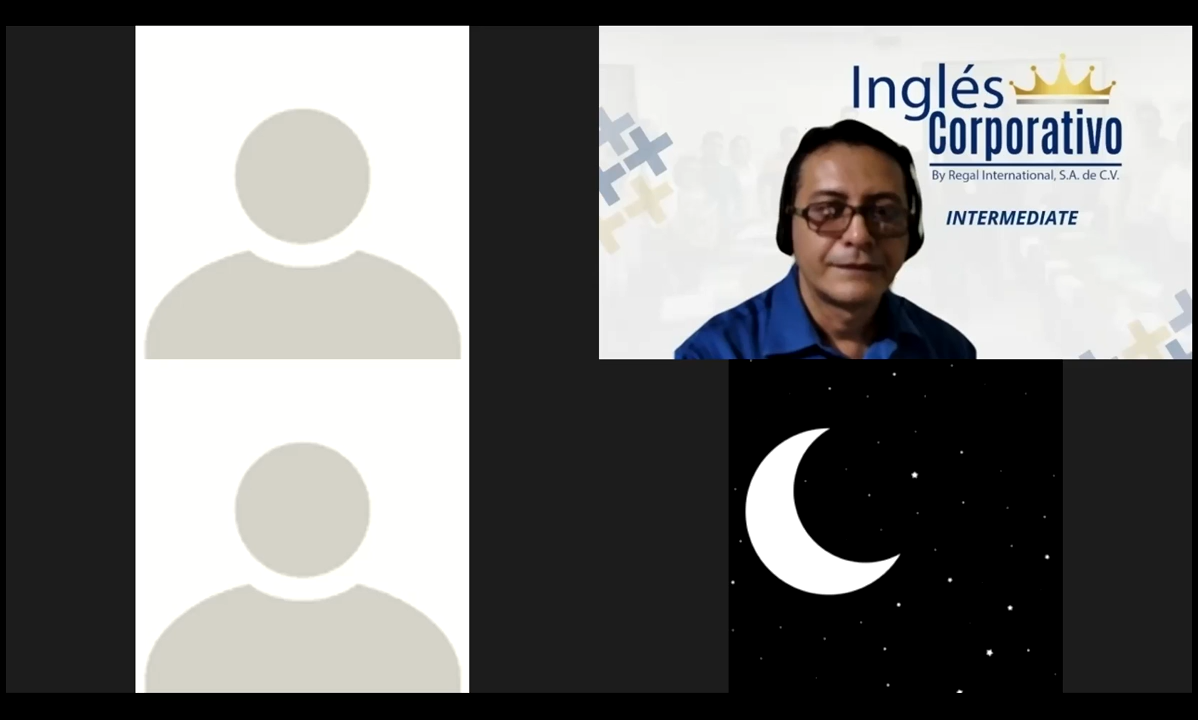 Inglés
Corporativo
By Regal International, S.A. de C.V.
INTERMEDIATE